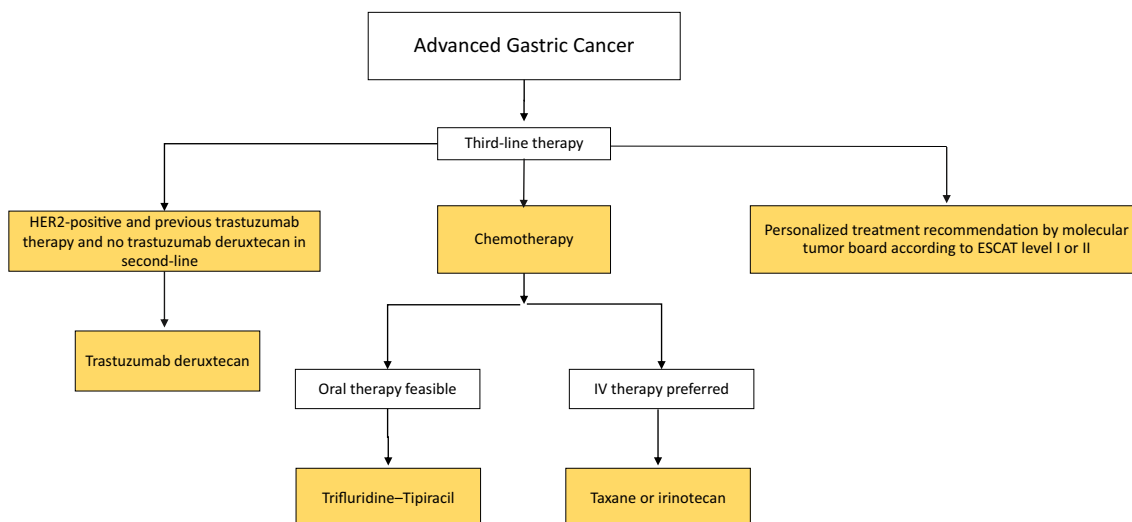 Advanced Gastric Cancer
Third-line therapy
HER2-positive and previous trastuzumab
therapy and no trastuzumab deruxtecan in
second-line
Chemotherapy
Personalized treatment recommendation by molecular
tumor board according to ESCAT level I or II
Trastuzumab deruxtecan
Oral therapy feasible
IV therapy preferred
Trifluridine–Tipiracil
Taxane or irinotecan